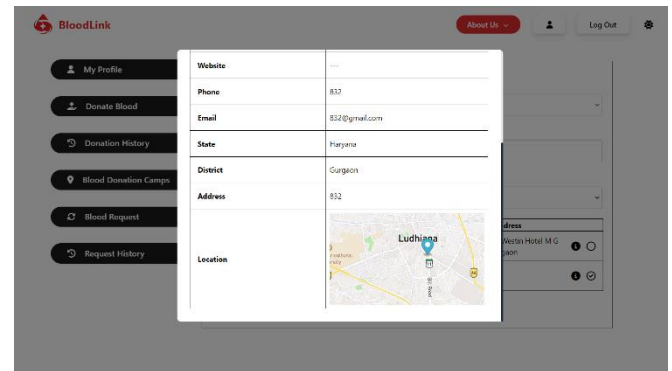 BloodLink
About Us
Log Out
My Profile
Donate Blood
Donation History
Blood Donation Camps
Blood Request
Request History
Website ---
Phone 832
Email 832@gmail.com
State Haryana
District Gurgaon
Address 832
Location
Ludhiana
dress
Westin Hotel M G
gaon